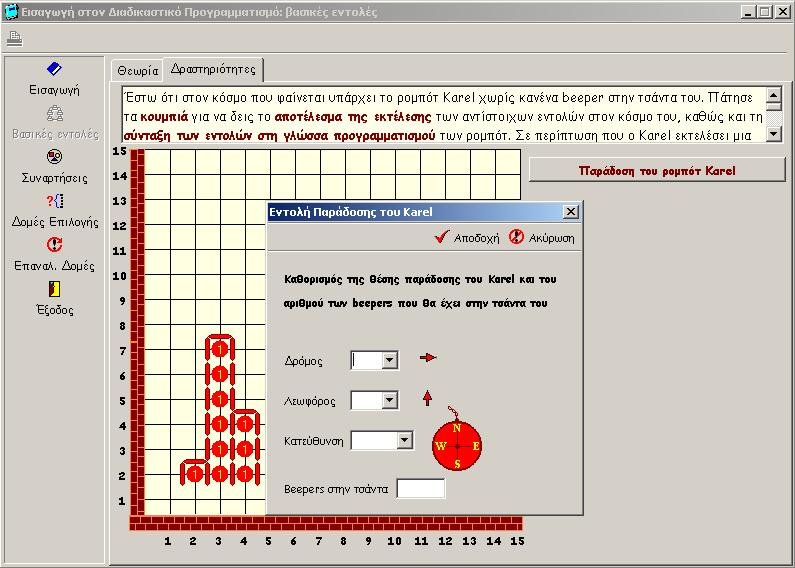 Εισαγωγή στον Διαδικαστικό Προγραμματισμό: βασικές εντολές
Εισαγωγή
Βασικές εντολές
Συναρτήσεις
Δομές Επιλογής
Επαναλ. Δομές
Έξοδος
Θεωρία
Δραστηριότητες
Έστω ότι στον κόσμο που φαίνεται υπάρχει το ρομπότ Karel χωρίς κανένα beeper στην τσάντα του. Πάτησε
τα κουμπιά για να δεις το αποτέλεσμα της εκτέλεσης των αντίστοιχων εντολών στον κόσμο του, καθώς και τη
σύνταξη των εντολών στη γλώσσα προγραμματισμού των ρομπότ. Σε περίπτωση που ο Karel εκτελέσει μια
Παράδοση του ρομπότ Karel
15
14
13
12
11
10
9
8
7
6
5
4
3
2
1
1
1
1
1
1
1
1
1
1
1 2 3 4 5 6 7 8 9 10 11 12 13 14 15
Εντολή Παράδοσης του Karel
Αποδοχή
Ακύρωση
Καθορισμός της θέσης παράδοσης του Karel και του
αριθμού των beepers που θα έχει στην τσάντα του
Δρόμος
Λεωφόρος
Κατεύθυνση
N
W E
S
Beepers στην τσάντα